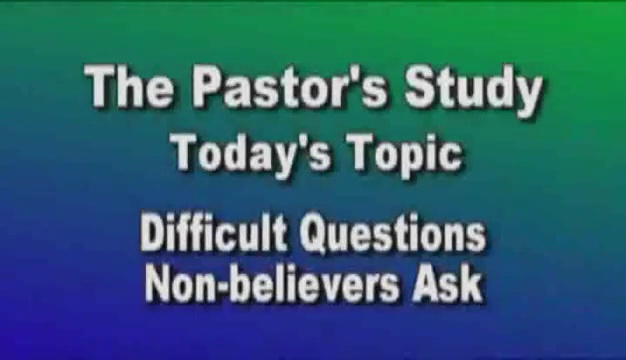 The Pastor's Study
Today's Topic
Difficult Questions
Non-believers Ask